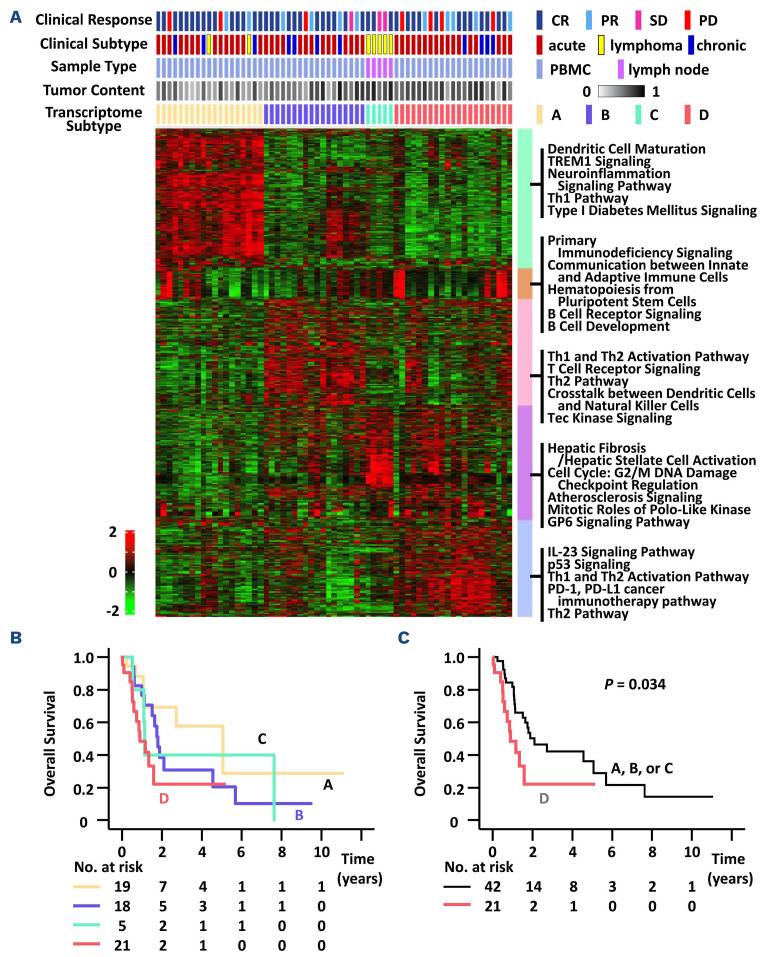 A
Clinical Response
CR PR SD PD
Clinical Subtype
acute lymphoma chronic
Sample Type
PBMC lymph node
Tumor Content
0 1
Transcriptome
Subtype
A B C D
Dendritic Cell Maturation
TREM1 Signaling
Neuroinflammation
Signaling Pathway
Th1 Pathway
Type I Diabetes Mellitus Signaling
Primary
Immunodeficiency Signaling
Communication between Innate
and Adaptive Immune Cells
Hematopoiesis from
Pluripotent Stem Cells
B Cell Receptor Signaling
B Cell Development
Th1 and Th2 Activation Pathway
T Cell Receptor Signaling
Th2 Pathway
Crosstalk between Dendritic Cells
and Natural Killer Cells
Tec Kinase Signaling
Hepatic Fibrosis
/Hepatic Stellate Cell Activation
Cell Cycle: G2/M DNA Damage
Checkpoint Regulation
Atherosclerosis Signaling
Mitotic Roles of Polo-Like Kinase
GP6 Signaling Pathway
IL-23 Signaling Pathway
p53 Signaling
Th1 and Th2 Activation Pathway
PD-1, PD-L1 cancer
immunotherapy pathway
Th2 Pathway
2
0
-2
B
Overall Survival
1.0
0.8
0.6
0.4
0.2
0
C
A
D
B
0 2 4 6 8 10
Time
(years)
No. at risk
19 7 4 1 1 1
18 5 3 1 1 0
5 2 1 1 0 0
21 2 1 0 0 0
C
Overall Survival
1.0
0.8
0.6
0.4
0.2
0
P = 0.034
A, B, or C
D
0 2 4 6 8 10
Time
(years)
No. at risk
42 14 8 3 2 1
21 2 1 0 0 0